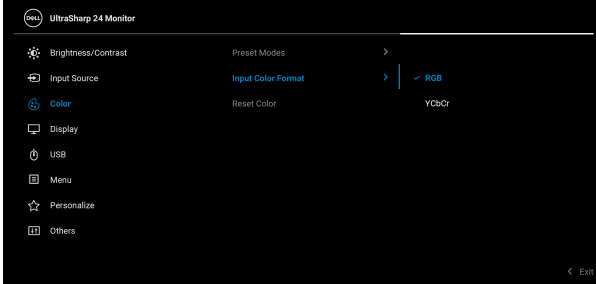 DELL UltraSharp 24 Monitor
Brightness/Contrast Preset Modes
Input Source Input Color Format RGB
Color Reset Color YCbCr
Display
USB
Menu
Personalize
Others
Exit